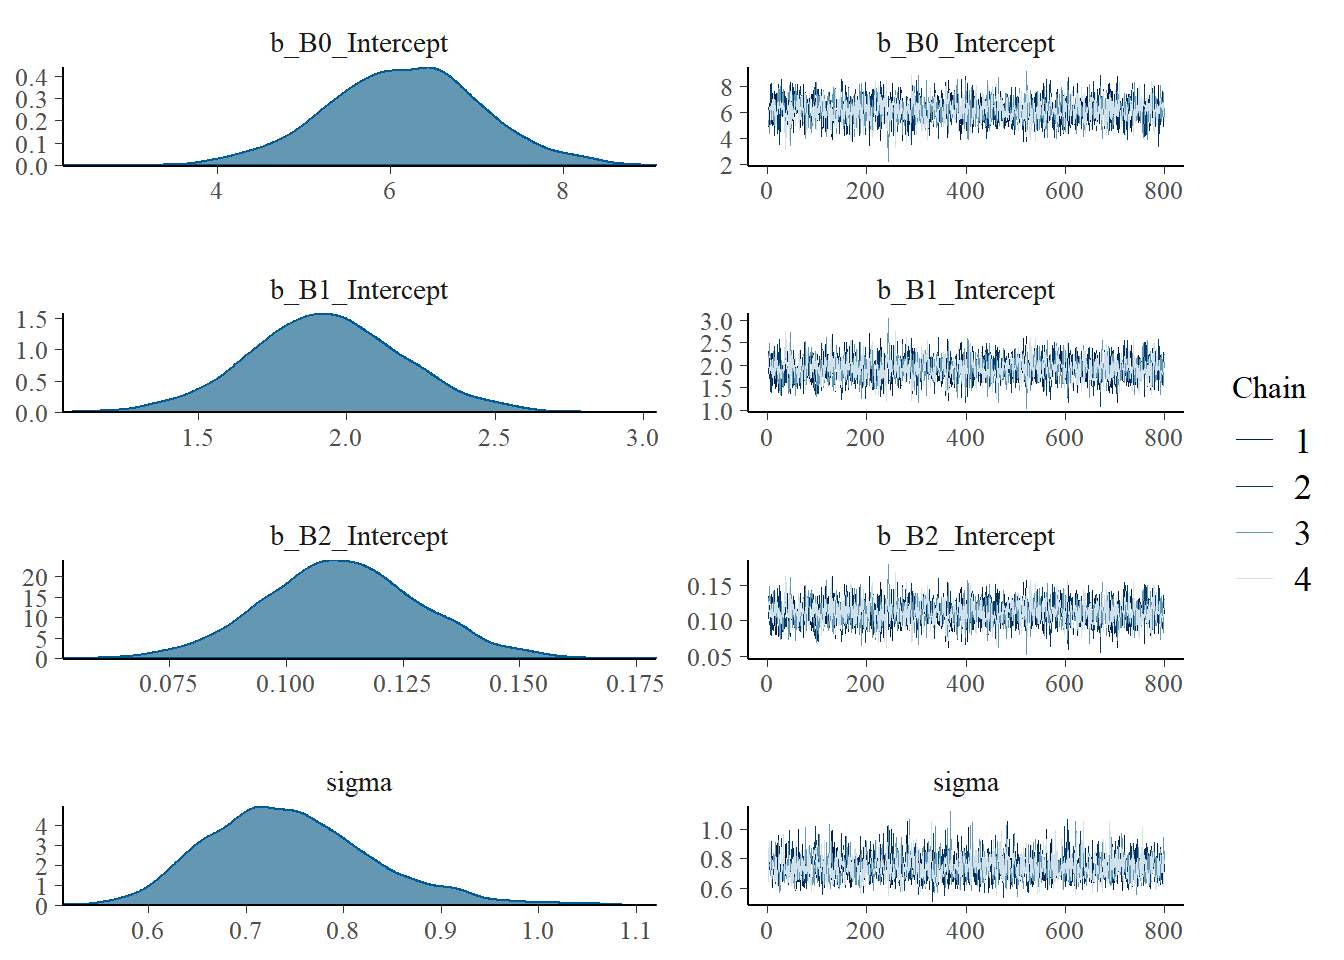 b_B0_Intercept
0.4
0.3
0.2
0.1
0.0
4 6 8
b_B0_Intercept
8
6
4
2
0 200 400 600 800
b_B1_Intercept
1.5
1.0
0.5
0.0
1.5 2.0 2.5 3.0
b_B1_Intercept
3.0
2.5
2.0
1.5
1.0
0 200 400 600 800
b_B2_Intercept
20
15
10
5
0
0.075 0.100 0.125 0.150 0.175
b_B2_Intercept
0.15
0.10
0.05
0 200 400 600 800
sigma
4
3
2
1
0
0.6 0.7 0.8 0.9 1.0 1.1
sigma
1.0
0.8
0.6
0 200 400 600 800
Chain
1
2
3
4